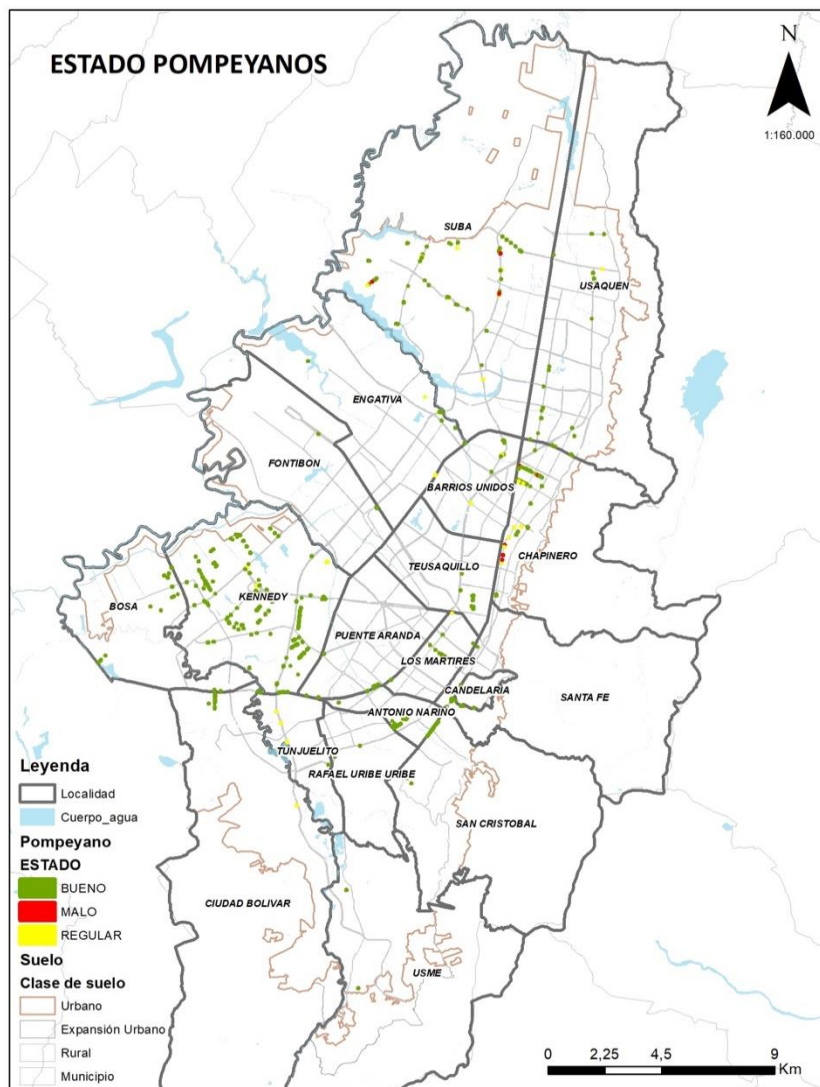 ESTADO POMPEYANOS
N
1:160.000
SUBA
USAQUEN
ENGATIVA
FONTIBON
BARRIOS UNIDOS
CHAPINERO
TEUSAQUILLO
BOSA
KENNEDY
PUENTE ARANDA
LOS MARTIRES
CANDELARIA
SANTA FE
ANTONIO NARIÑO
TUNJUELITO
RAFAEL URIBE URIBE
SAN CRISTOBAL
CIUDAD BOLIVAR
USME
Leyenda
Localidad
Cuerpo_agua
Pompeyano
ESTADO
BUENO
MALO
REGULAR
Suelo
Clase de suelo
Urbano
Expansión Urbano
Rural
Municipio
0 2,25 4,5 9
Km